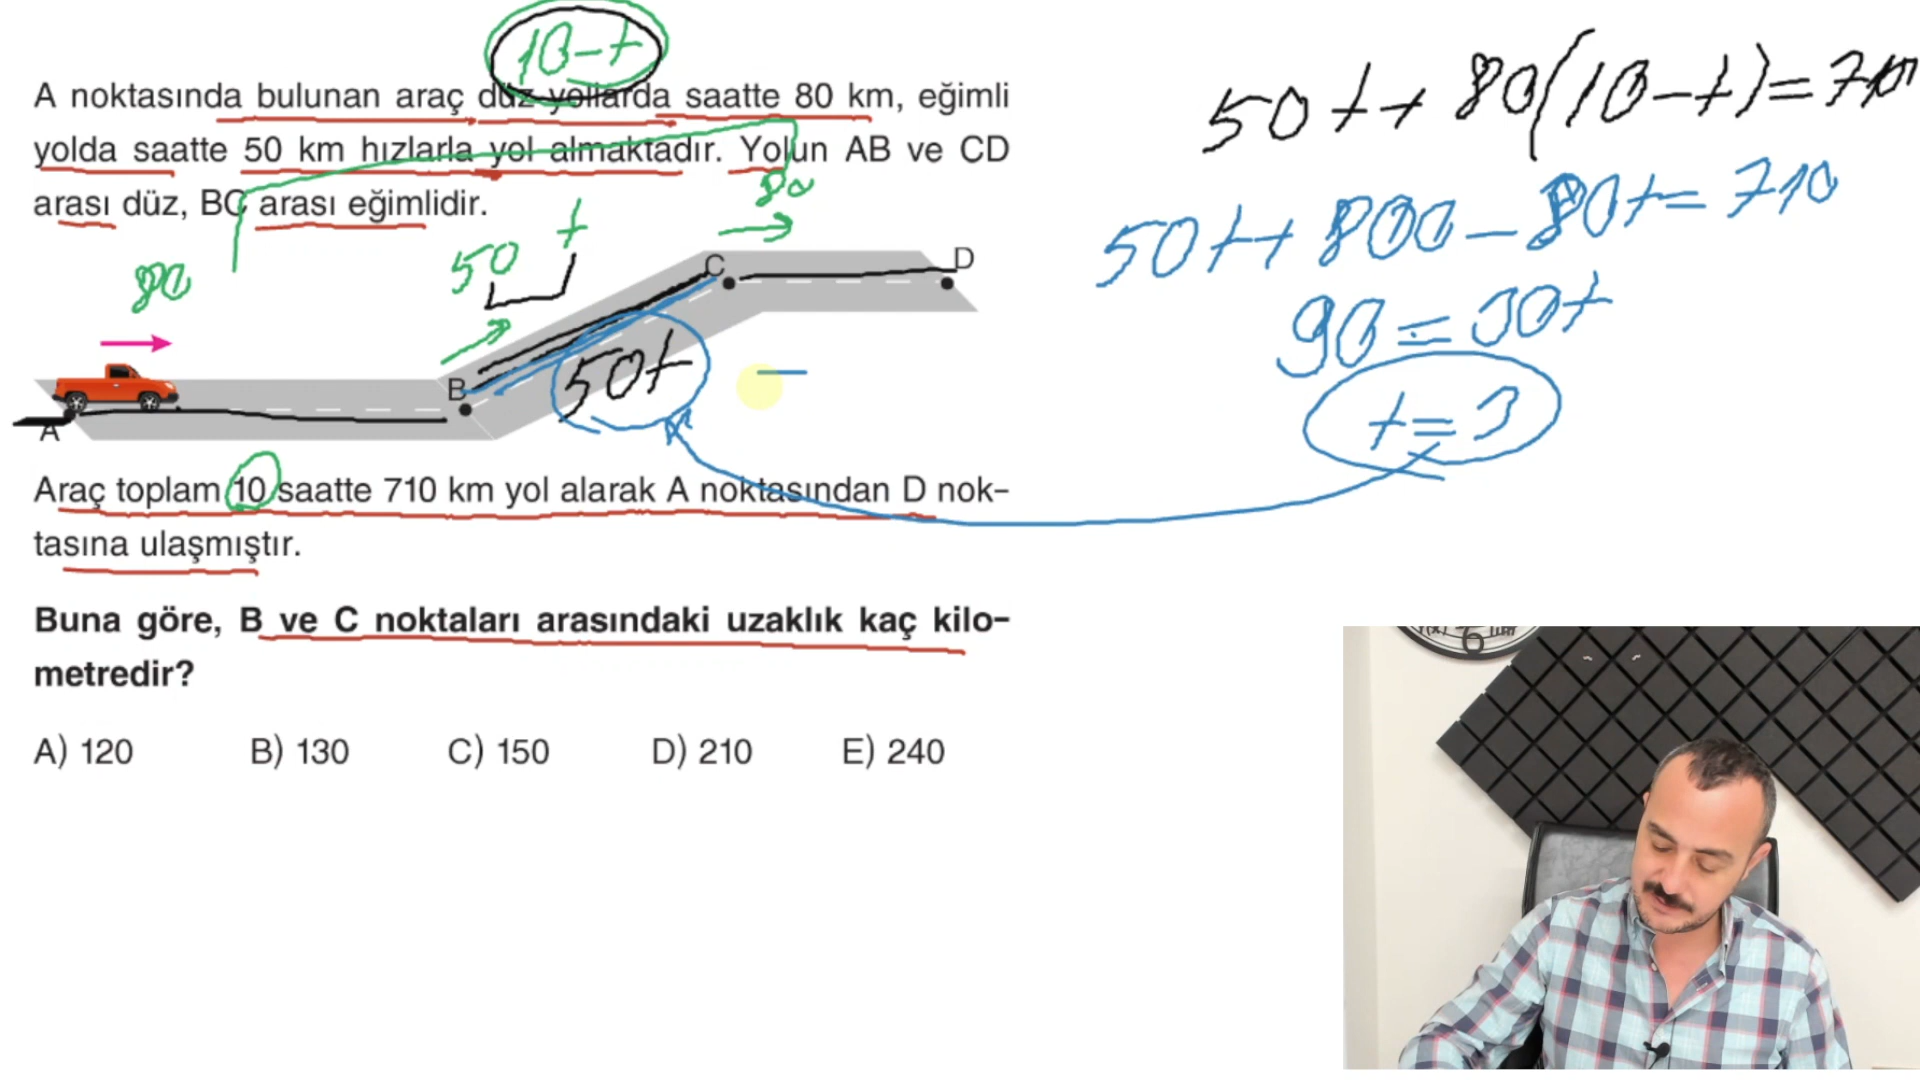 10-t
A noktasında bulunan araç düz yollarda saatte 80 km, eğimli
yolda saatte 50 km hızlarla yol almaktadır. Yolun AB ve CD
arası düz, BC arası eğimlidir.
80
50 t
80
A
B
C
D
50t
Araç toplam 10 saatte 710 km yol alarak A noktasından D nok-
tasına ulaşmıştır.
Buna göre, B ve C noktaları arasındaki uzaklık kaç kilo-
metredir?
A) 120 B) 130 C) 150 D) 210 E) 240
50t+80(10-t)=710
50t+800-80t=710
90=30t
t=3